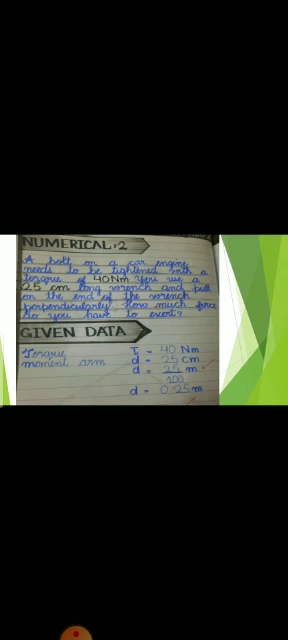 NUMERICAL:2
A bolt on a car engine
needs to be tightened with a
torque of 40Nm You use a
25 cm long wrench and pull
on the end of the wrench
perpendicularly. How much force
do you have to exert?
GIVEN DATA
Torque τ = 40 Nm
moment arm d = 25 cm
d = 25/100 m
d = 0.25 m